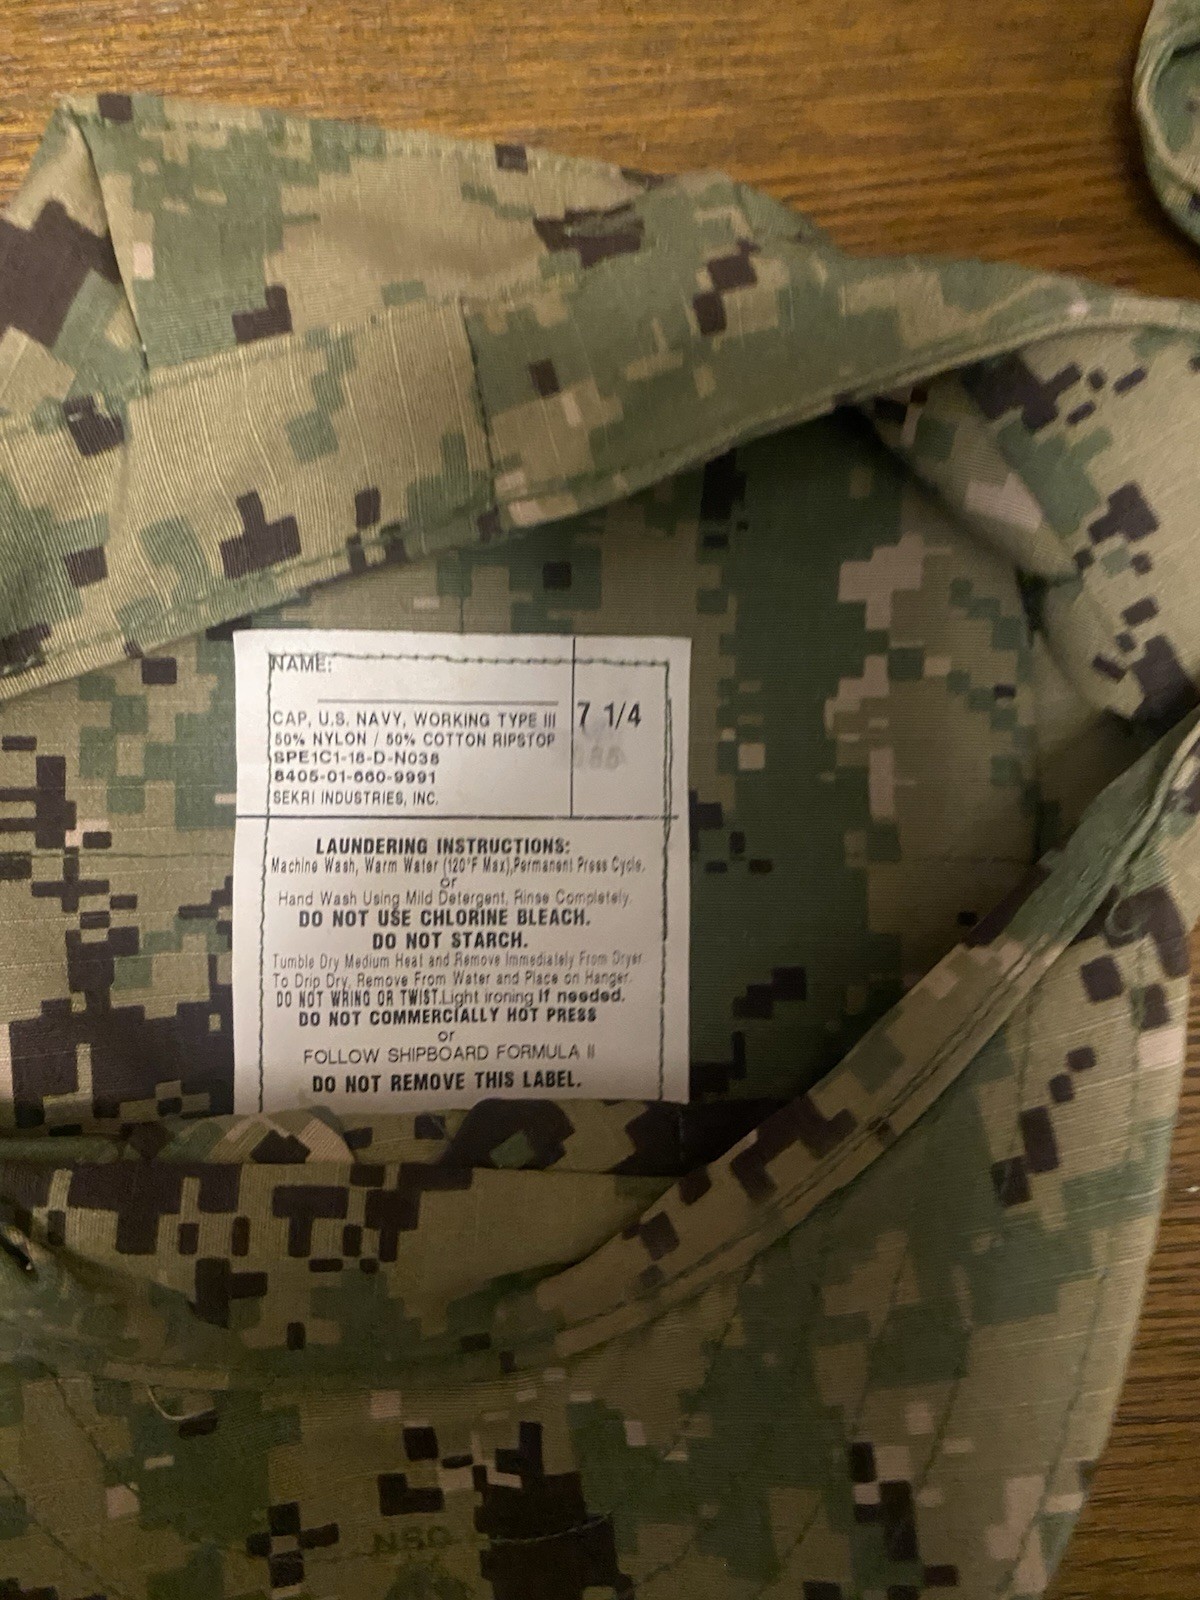 NAME:
7 1/4
CAP, U.S. NAVY, WORKING TYPE III
50% NYLON / 50% COTTON RIPSTOP
SPE1C1-18-D-N038
8405-01-660-9991
SEKRI INDUSTRIES, INC.
LAUNDERING INSTRUCTIONS:
Machine Wash, Warm Water (120°F Max),Permanent Press Cycle.
or
Hand Wash Using Mild Detergent, Rinse Completely.
DO NOT USE CHLORINE BLEACH.
DO NOT STARCH.
Tumble Dry Medium Heat and Remove Immediately From Dryer
To Drip Dry, Remove From Water and Place on Hanger.
DO NOT WRING OR TWIST.Light ironing If needed.
DO NOT COMMERCIALLY HOT PRESS
or
FOLLOW SHIPBOARD FORMULA II
DO NOT REMOVE THIS LABEL.